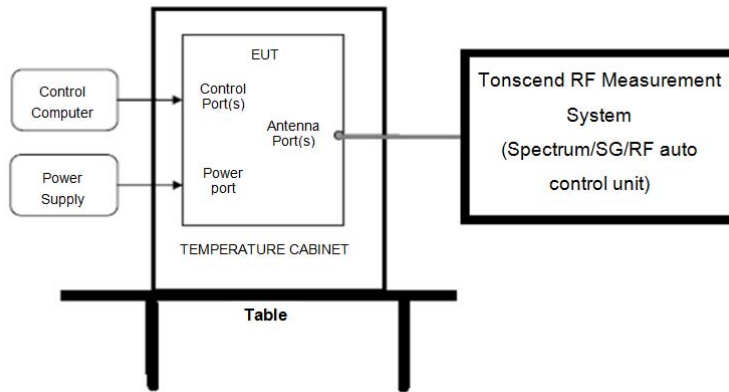 EUT
Control
Computer
Control
Port(s)
Antenna
Port(s)
Power
Supply
Power
port
TEMPERATURE CABINET
Table
Tonscend RF Measurement
System
(Spectrum/SG/RF auto
control unit)